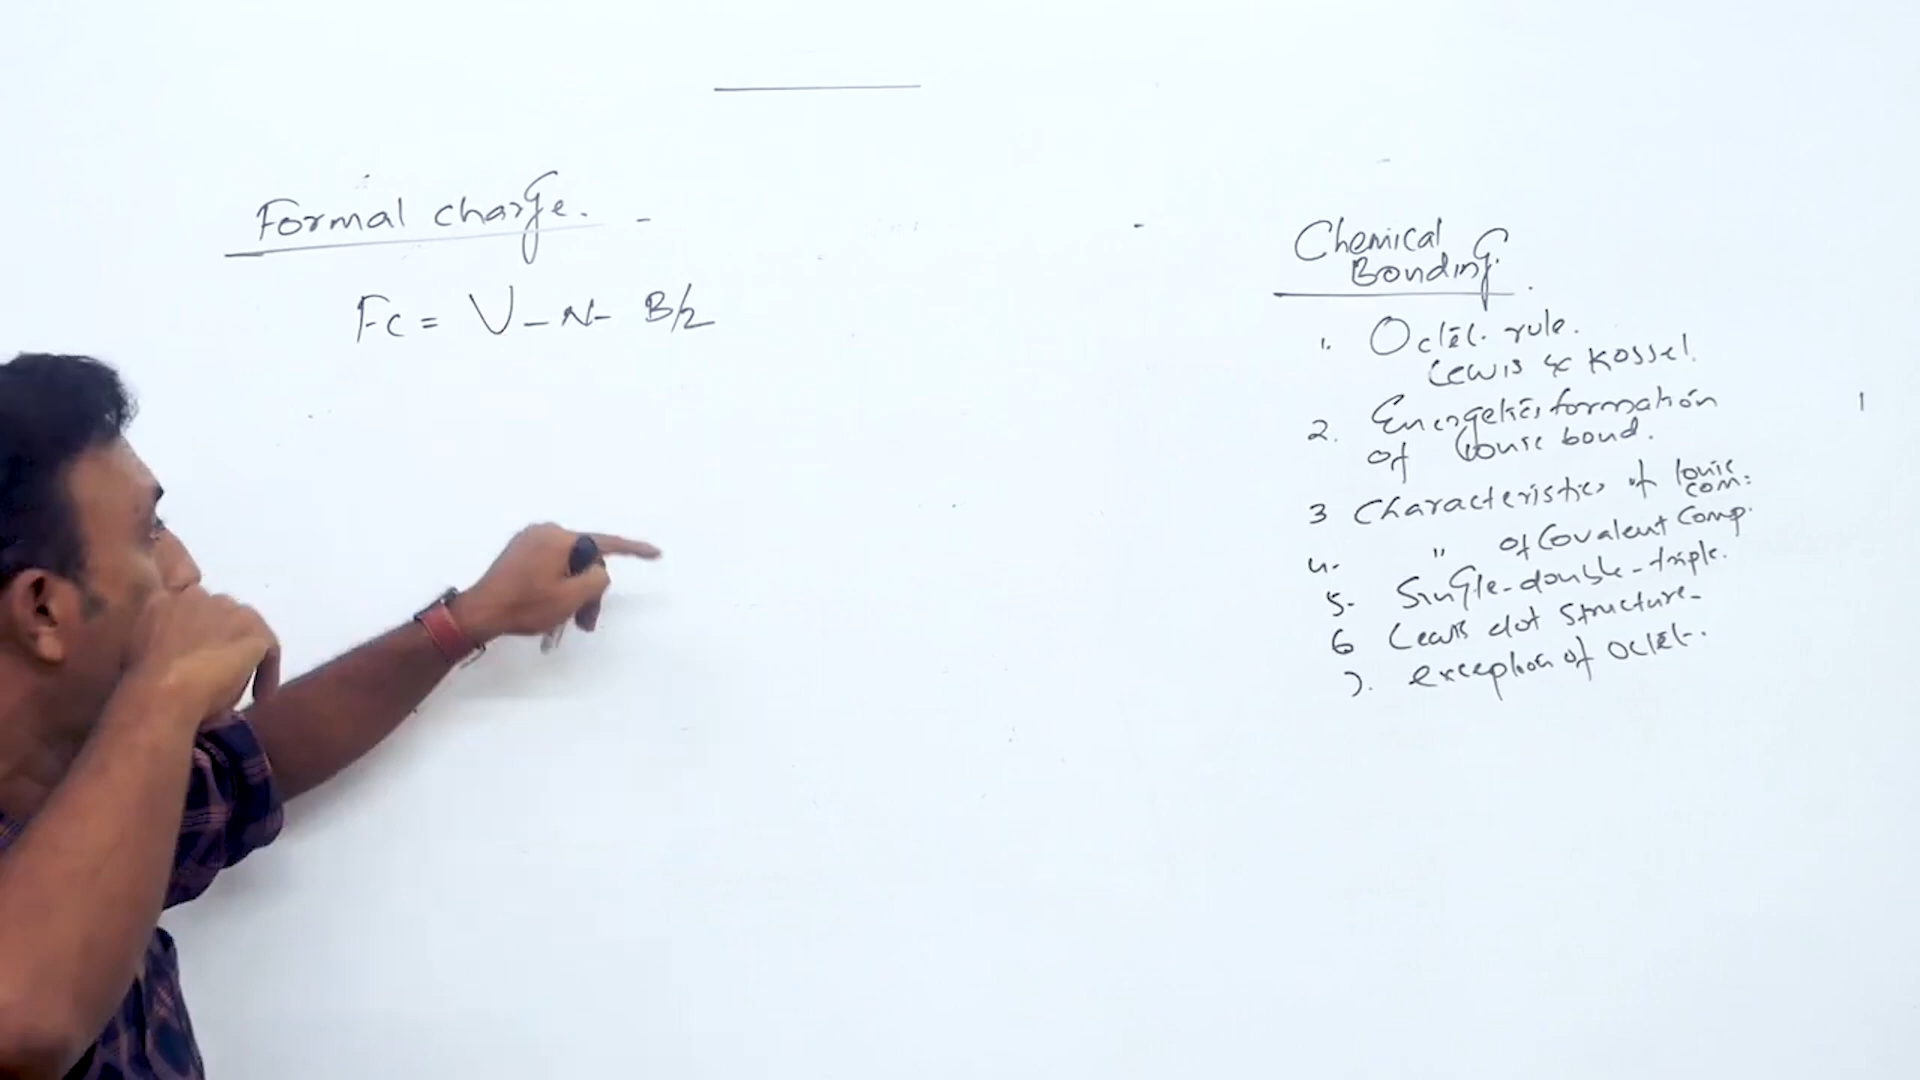 Formal charge.
Fc = V - N - B/2
Chemical
Bonding.
1. Octet. rule.
Lewis & Kossel.
2. Energetics formation
of Ionic bond.
3 Characteristics of Ionic
com:
4. " of Covalent Comp.
5. Single-double-triple.
6 Lewis dot structure-
7. exception of octet.